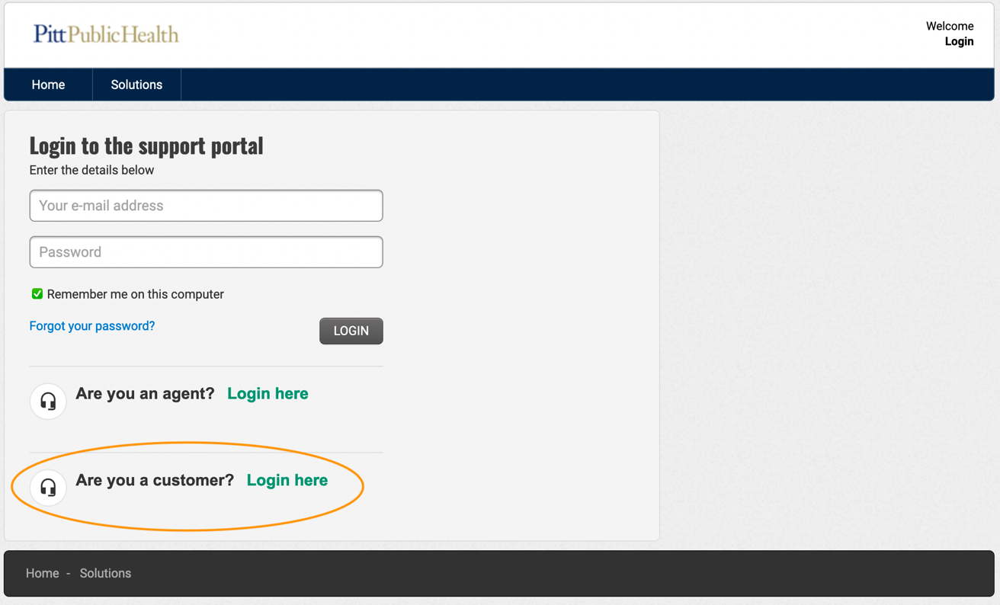 PittPublicHealth
Welcome
Login
Home Solutions
Login to the support portal
Enter the details below
Your e-mail address
Password
Remember me on this computer
Forgot your password? LOGIN
Are you an agent? Login here
Are you a customer? Login here
Home - Solutions